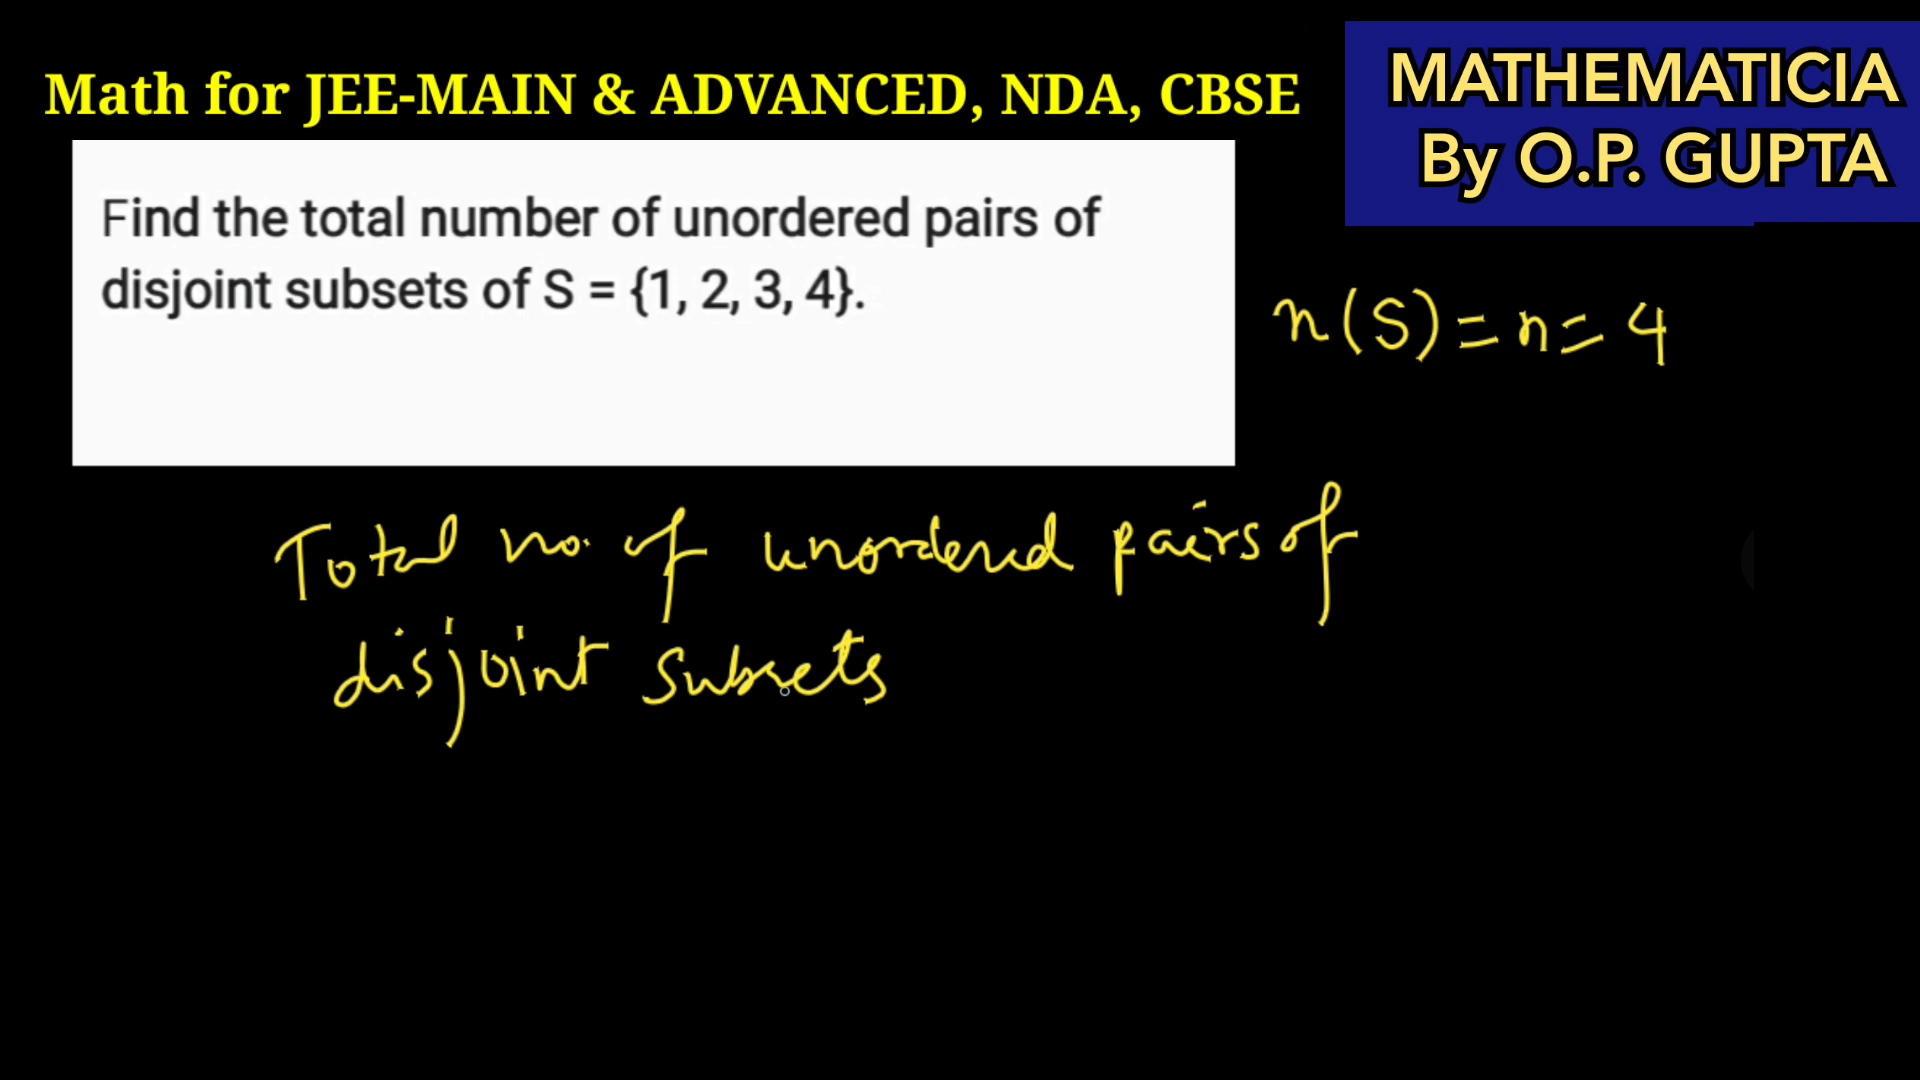 Math for JEE-MAIN & ADVANCED, NDA, CBSE
MATHEMATICIA
By O.P. GUPTA
Find the total number of unordered pairs of
disjoint subsets of S = {1, 2, 3, 4}.
n(S) = n = 4
Total no. of unordered pairs of
disjoint subsets